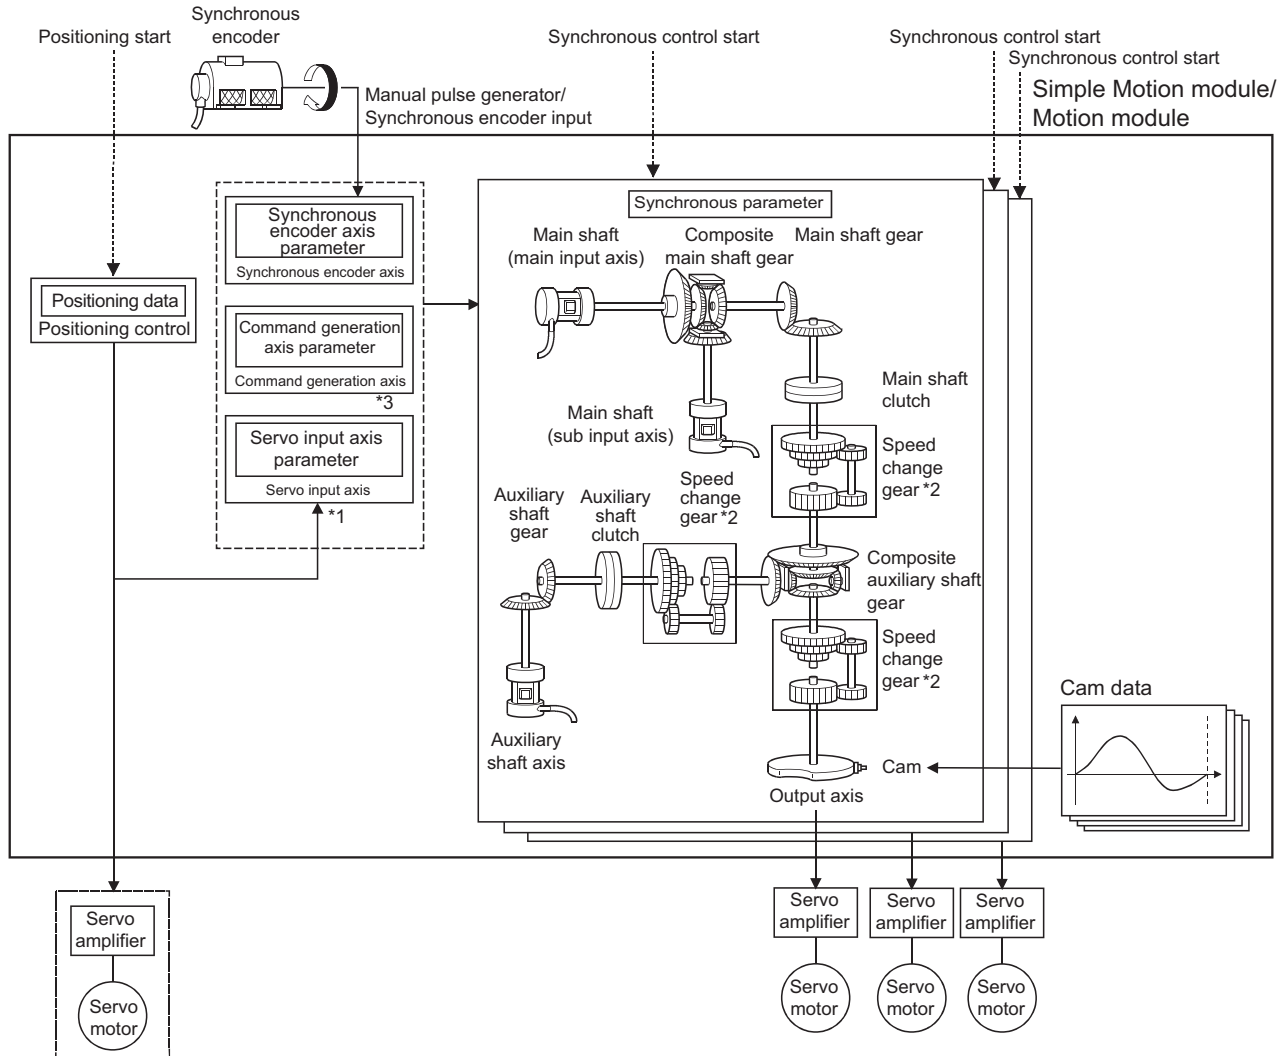 Positioning start
Synchronous
encoder
Manual pulse generator/
Synchronous encoder input
Synchronous control start
Synchronous control start
Synchronous control start
Simple Motion module/
Motion module
Positioning data
Positioning control
Synchronous
encoder axis
parameter
Synchronous encoder axis
Command generation
axis parameter
Command generation axis
*3
Servo input axis
parameter
Servo input axis
*1
Synchronous parameter
Main shaft
(main input axis)
Composite
main shaft gear
Main shaft gear
Main shaft
(sub input axis)
Main shaft
clutch
Speed
change
gear *2
Auxiliary
shaft
gear
Auxiliary
shaft
clutch
Speed
change
gear *2
Composite
auxiliary shaft
gear
Speed
change
gear *2
Auxiliary
shaft axis
Cam
Output axis
Cam data
Servo
amplifier
Servo
motor
Servo
amplifier
Servo
motor
Servo
amplifier
Servo
motor
Servo
amplifier
Servo
motor